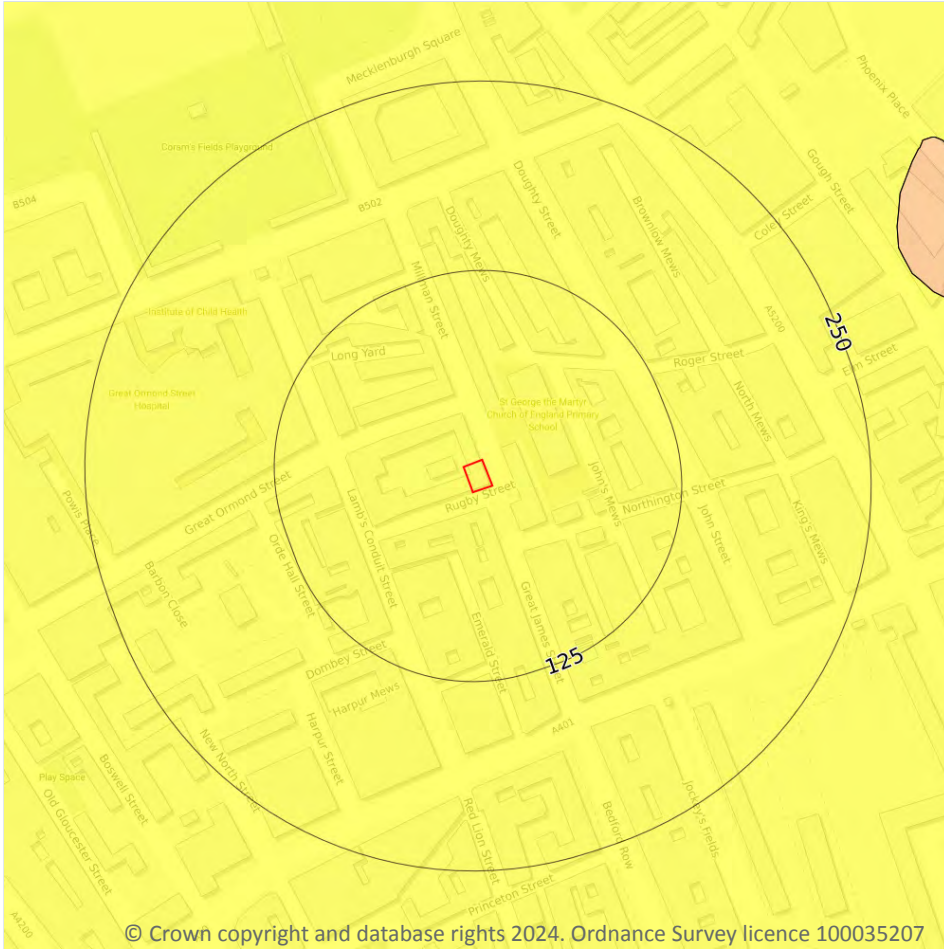 Mecklenburgh Square
Phoenix Place
Coram's Fields Playground
Gough Street
Doughty Street
B504
B502
Brownlow Mews
Coley Street
Doughty Mews
Millman Street
Institute of Child Health
A5200
250
Long Yard
Roger Street
Elm Street
Great Ormond Street
Hospital
St George the Martyr
Church of England Primary
School
North Mews
Powis Place
Great Ormond Street
Lamb's Conduit Street
Rugby Street
John's Mews
Northington Street
John Street
King's Mews
Orde Hall Street
Barbon Close
Emerald Street
Great James Street
Dombey Street
125
Harpur Mews
Harpur Street
A401
New North Street
Boswell Street
Play Space
Old Gloucester Street
Red Lion Street
Bedford Row
Jockey's Fields
Princeton Street
A4200
© Crown copyright and database rights 2024. Ordnance Survey licence 100035207